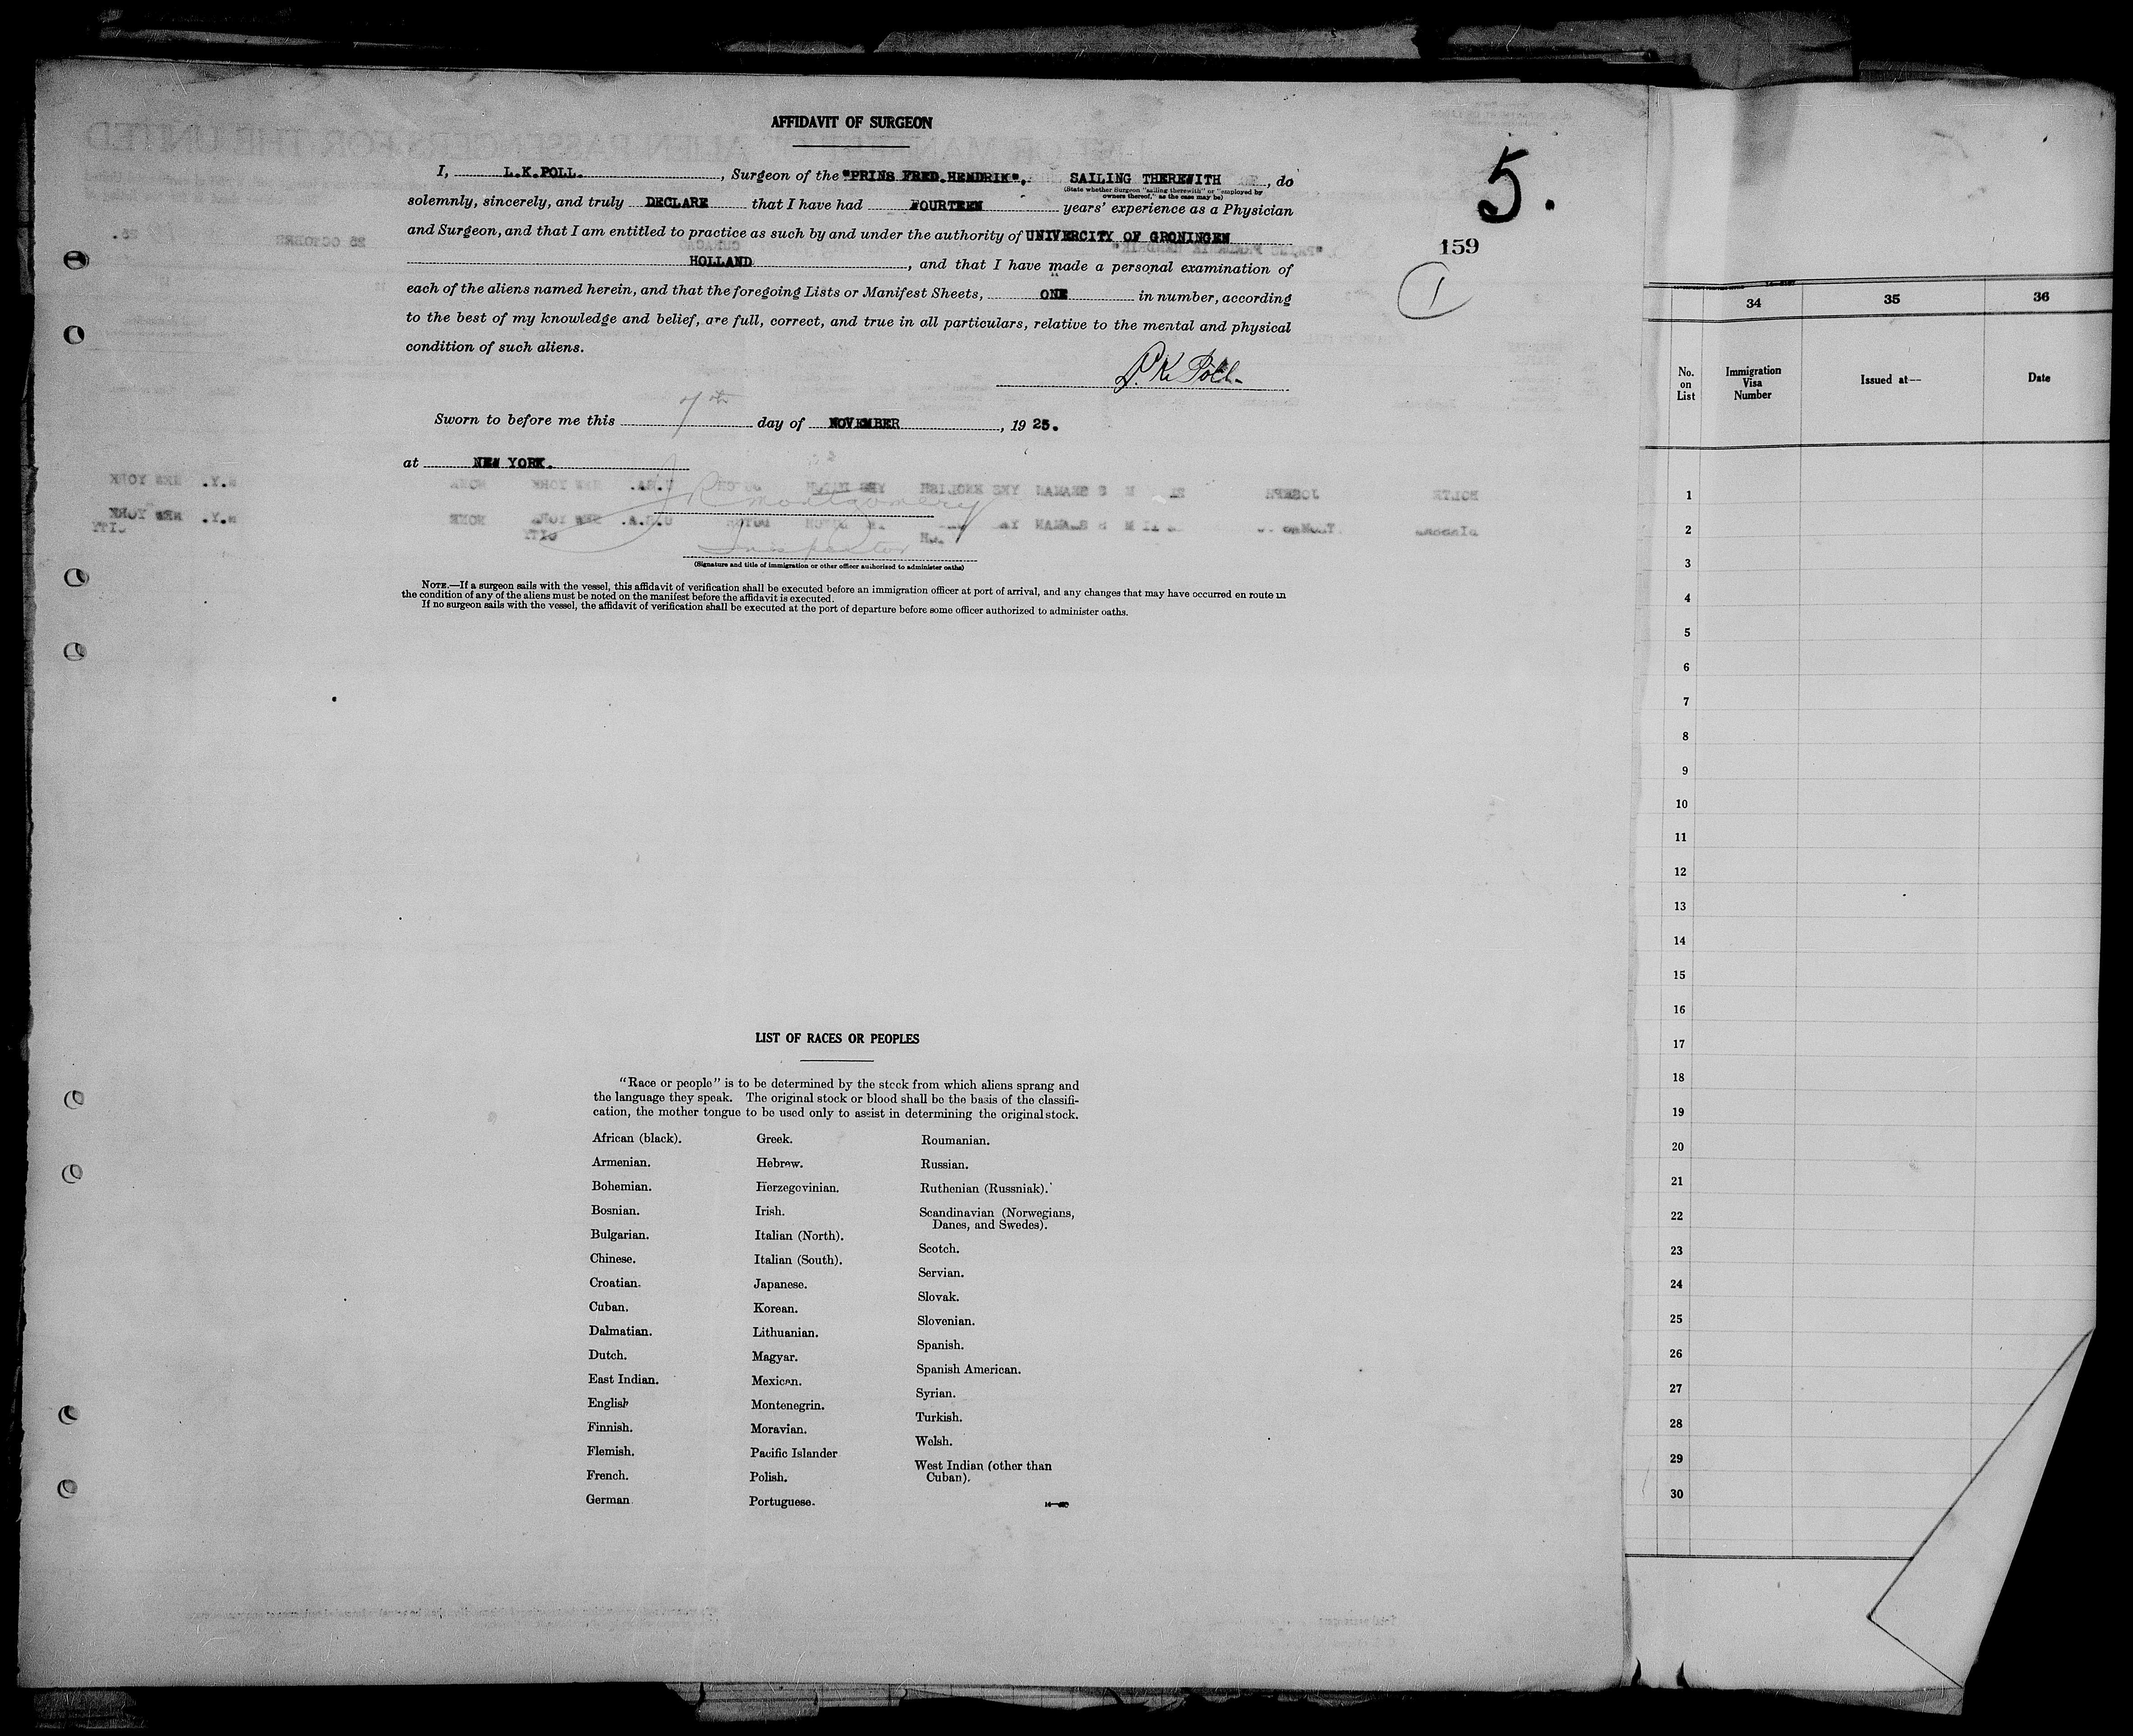 AFFIDAVIT OF SURGEON
I, L.K.POLL. , Surgeon of the "PRINS FRED.HENDRIK", SAILING THEREWITH , do
(State whether Surgeon "sailing therewith" or "employed by
owners thereof," as the case may be)
solemnly, sincerely, and truly DECLARE that I have had FOURTEEN years' experience as a Physician
and Surgeon, and that I am entitled to practice as such by and under the authority of UNIVERCITY OF GRONINGEN
HOLLAND , and that I have made a personal examination of
each of the aliens named herein, and that the foregoing Lists or Manifest Sheets, ONE in number, according
to the best of my knowledge and belief, are full, correct, and true in all particulars, relative to the mental and physical
condition of such aliens.
L. K. Poll.
Sworn to before me this 7th day of NOVEMBER , 19 25.
at NEW YORK.
J R Montgomery
Inspector
(Signature and title of immigration or other officer authorized to administer oaths)
NOTE.—If a surgeon sails with the vessel, this affidavit of verification shall be executed before an immigration officer at port of arrival, and any changes that may have occurred en route in
the condition of any of the aliens must be noted on the manifest before the affidavit is executed.
If no surgeon sails with the vessel, the affidavit of verification shall be executed at the port of departure before some officer authorized to administer oaths.
5.
159
1
LIST OF RACES OR PEOPLES
"Race or people" is to be determined by the stock from which aliens sprang and
the language they speak. The original stock or blood shall be the basis of the classifi-
cation, the mother tongue to be used only to assist in determining the original stock.
African (black).
Armenian.
Bohemian.
Bosnian.
Bulgarian.
Chinese.
Croatian.
Cuban.
Dalmatian.
Dutch.
East Indian.
English
Finnish.
Flemish.
French.
German.
Greek.
Hebrew.
Herzegovinian.
Irish.
Italian (North).
Italian (South).
Japanese.
Korean.
Lithuanian.
Magyar.
Mexican.
Montenegrin.
Moravian.
Pacific Islander
Polish.
Portuguese.
Roumanian.
Russian.
Ruthenian (Russniak).
Scandinavian (Norwegians,
Danes, and Swedes).
Scotch.
Servian.
Slovak.
Slovenian.
Spanish.
Spanish American.
Syrian.
Turkish.
Welsh.
West Indian (other than
Cuban).
34 35 36
No. on List
Immigration Visa Number
Issued at—
Date
1
2
3
4
5
6
7
8
9
10
11
12
13
14
15
16
17
18
19
20
21
22
23
24
25
26
27
28
29
30